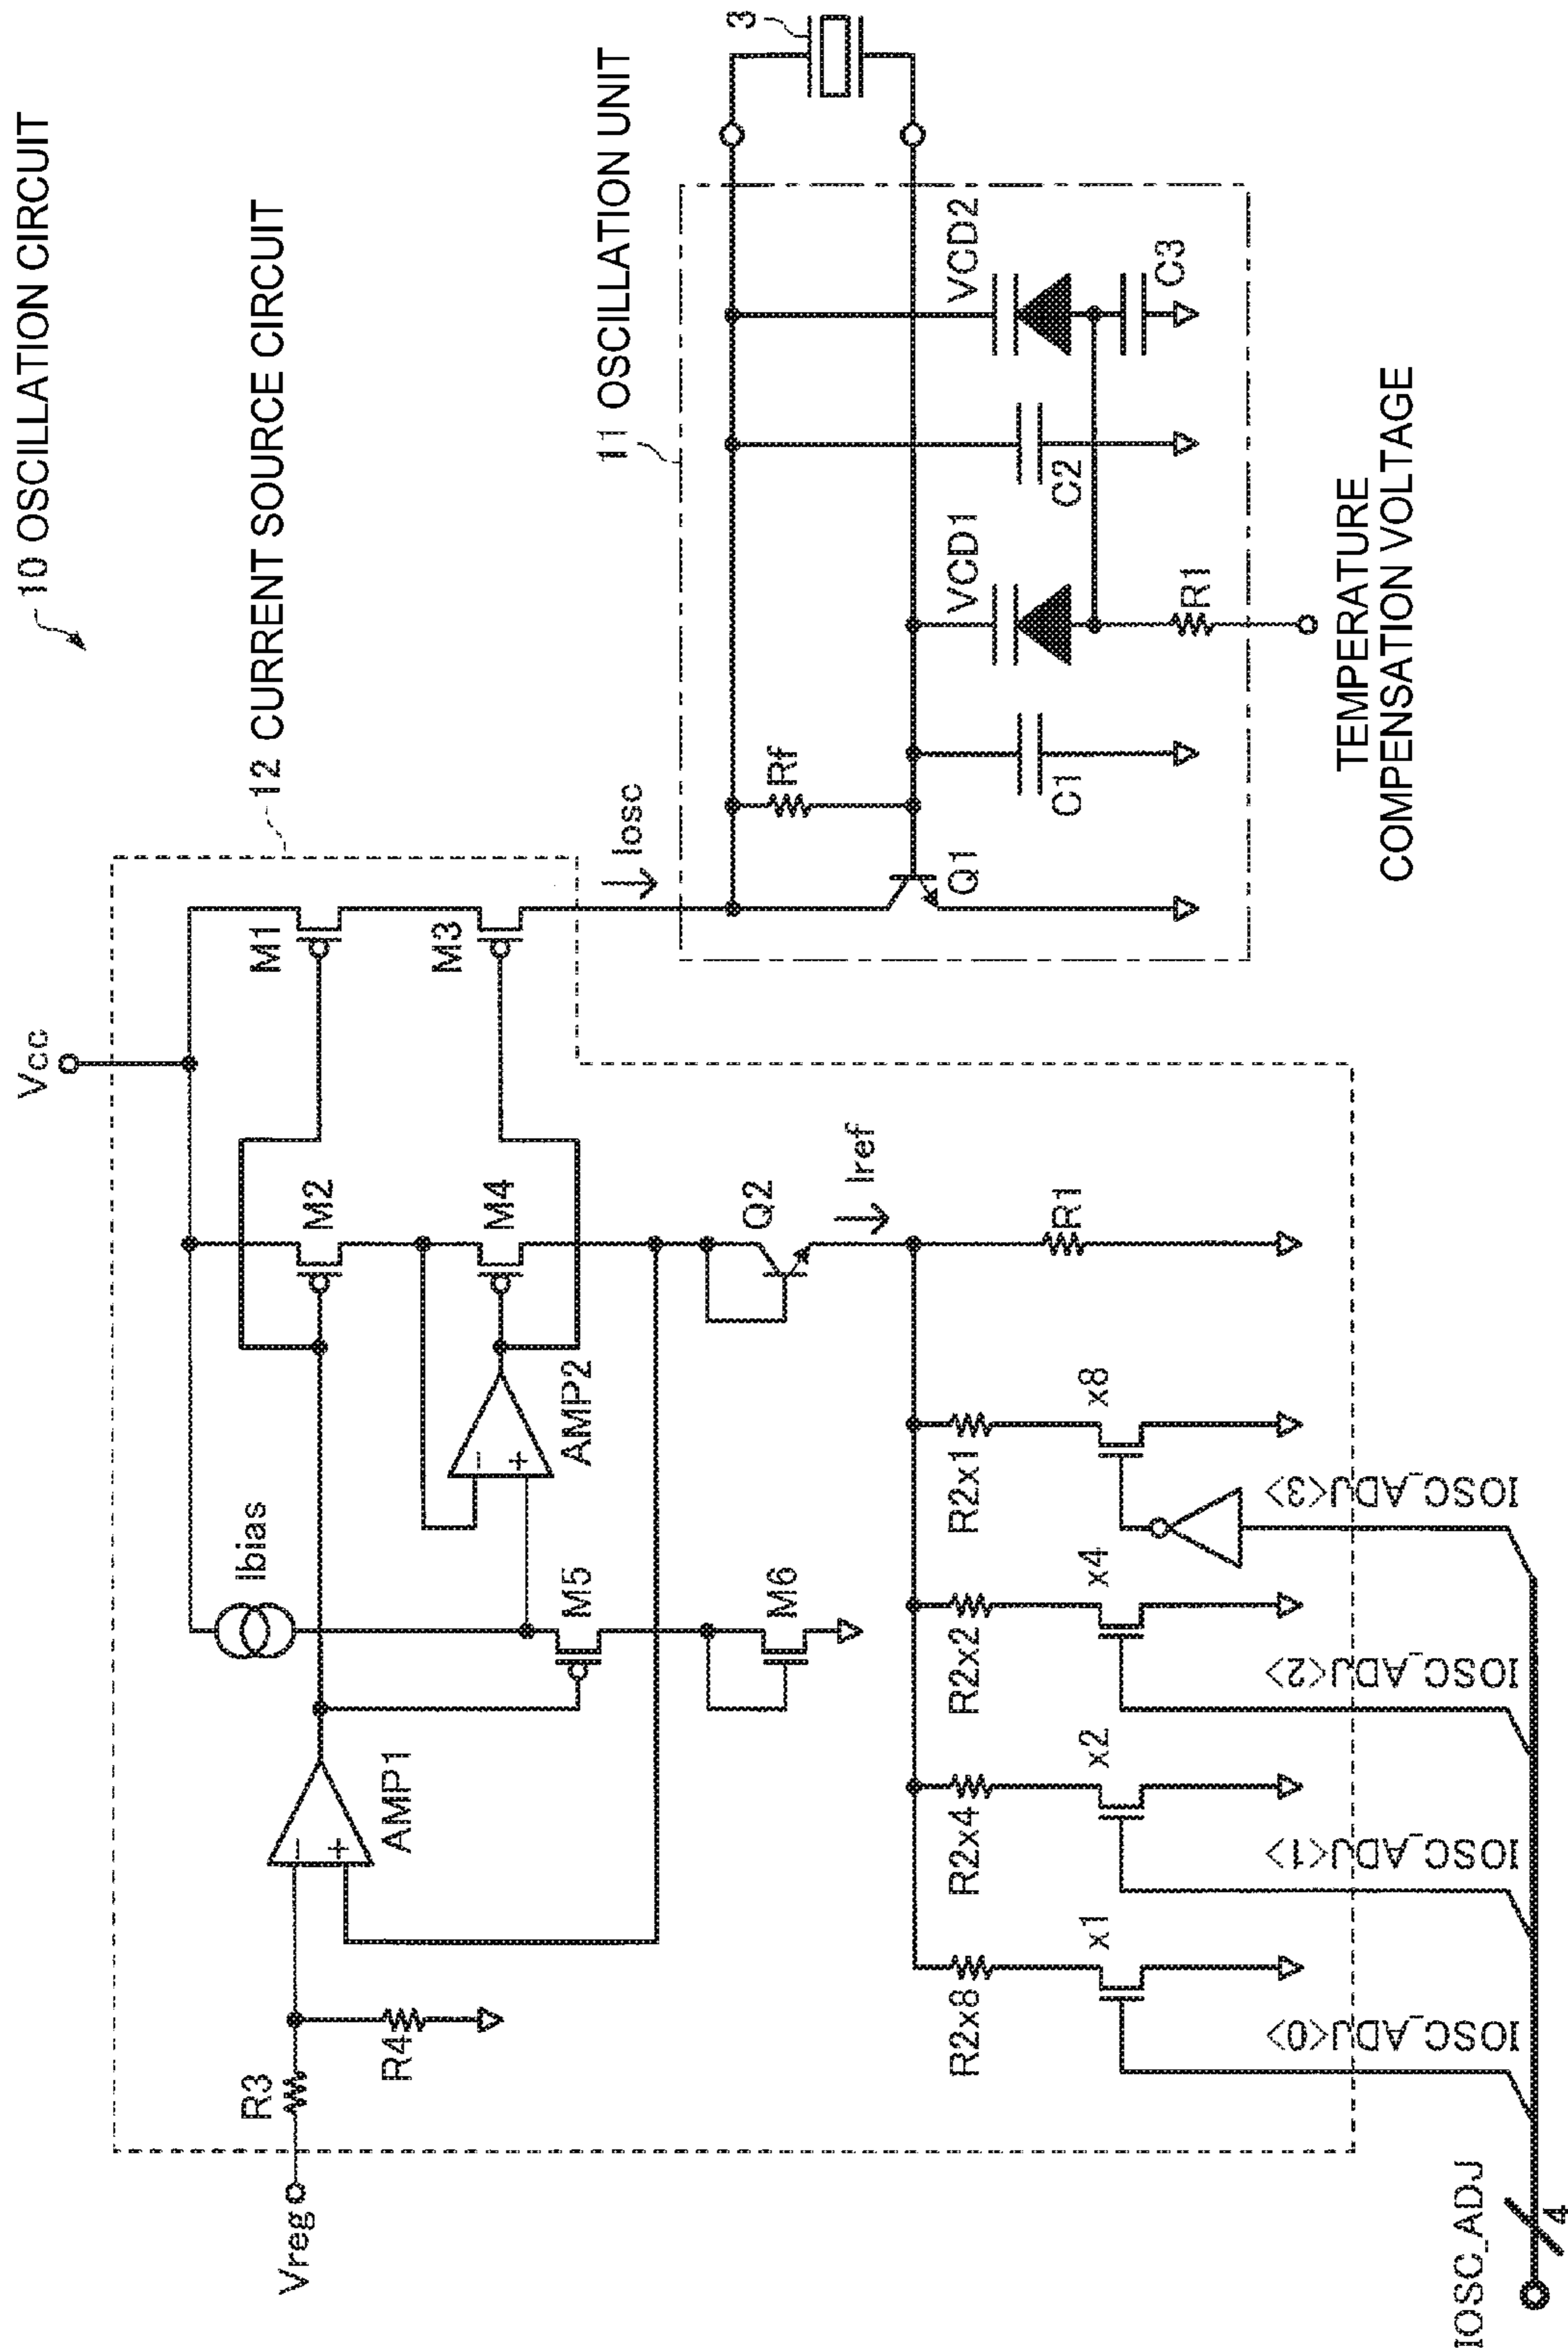 10 OSCILLATION CIRCUIT
Vcc
12 CURRENT SOURCE CIRCUIT
M1
M2
Ibias
AMP1
R3
Vreg
R4
M3
M4
AMP2
M5
M6
Iosc
Q2
Iref
R1
11 OSCILLATION UNIT
3
Rf
Q1
C1
VCD1
C2
VCD2
C3
R1
TEMPERATURE
COMPENSATION VOLTAGE
R2x8
R2x4
R2x2
R2x1
x1
x2
x4
x8
IOSC_ADJ<0>
IOSC_ADJ<1>
IOSC_ADJ<2>
IOSC_ADJ<3>
IOSC_ADJ
4
− +
− +